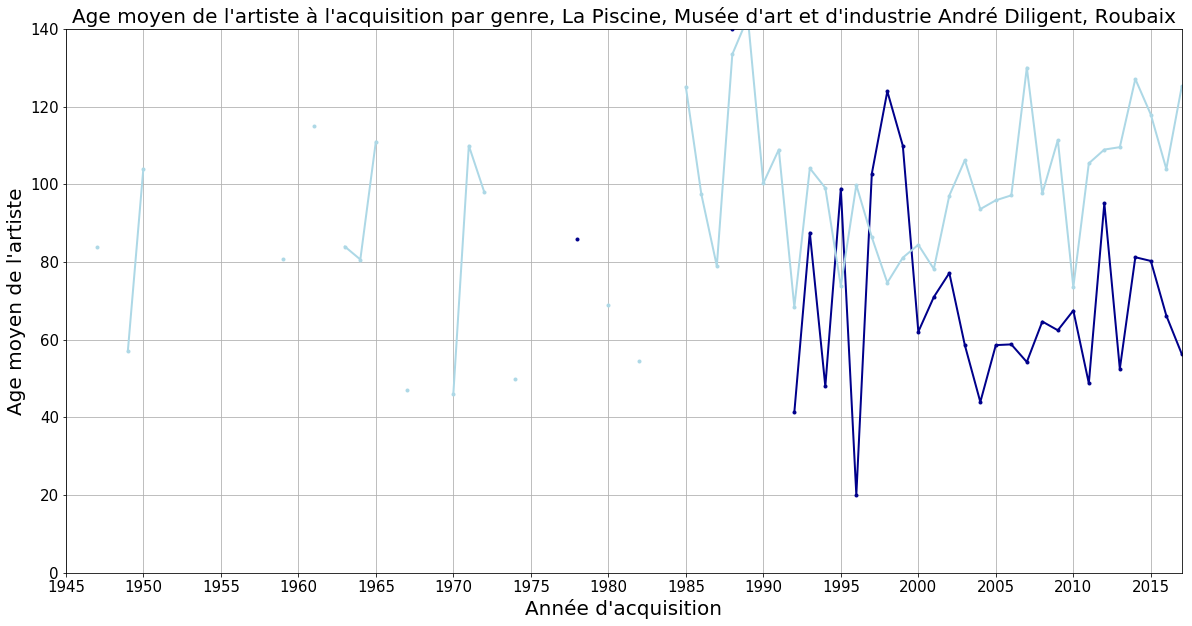 Age moyen de l'artiste à l'acquisition par genre, La Piscine, Musée d'art et d'industrie André Diligent, Roubaix
140
120
100
80
60
40
20
0
Age moyen de l'artiste
1945 1950 1955 1960 1965 1970 1975 1980 1985 1990 1995 2000 2005 2010 2015
Année d'acquisition